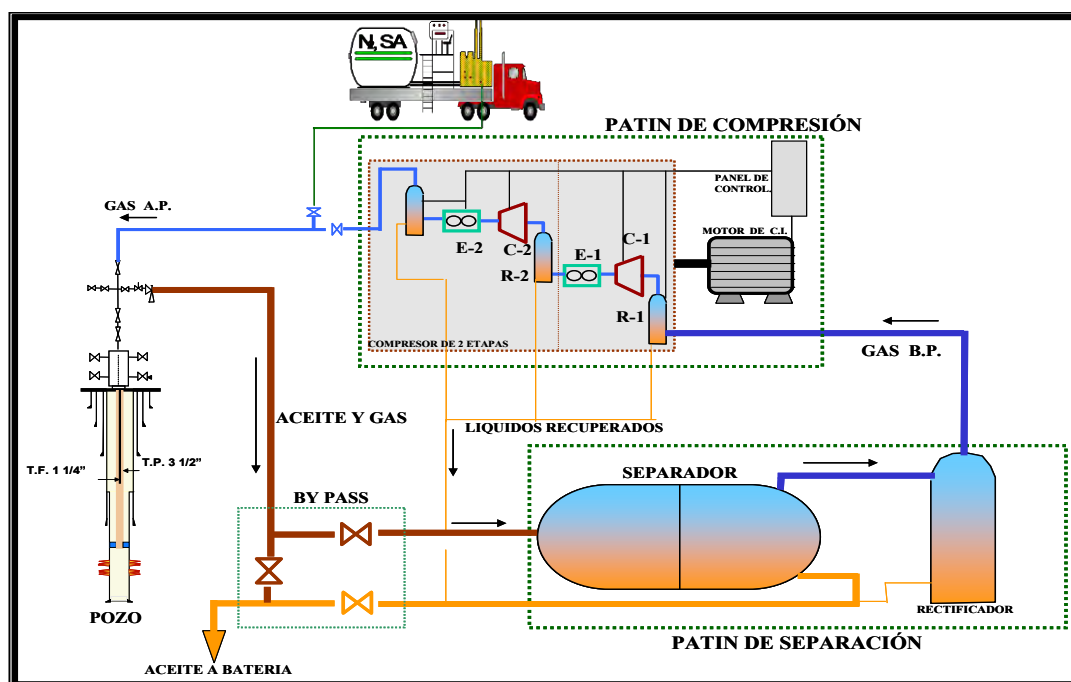 N2, SA
PATIN DE COMPRESIÓN
PANEL DE
CONTROL.
GAS A.P.
MOTOR DE C.I.
C-1
C-2
E-2
E-1
R-2
R-1
COMPRESOR DE 2 ETAPAS
GAS B.P.
ACEITE Y GAS
LIQUIDOS RECUPERADOS
T.P. 3 1/2”
T.F. 1 1/4”
SEPARADOR
BY PASS
RECTIFICADOR
POZO
PATIN DE SEPARACIÓN
ACEITE A BATERIA